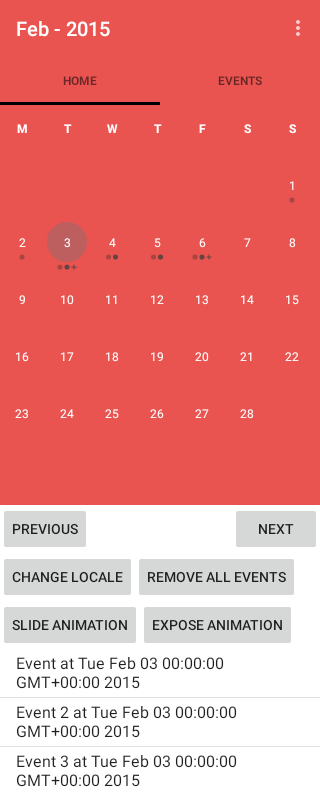 Feb - 2015
HOME EVENTS
M T W T F S S
1
2 3 4 5 6 7 8
9 10 11 12 13 14 15
16 17 18 19 20 21 22
23 24 25 26 27 28
PREVIOUS NEXT
CHANGE LOCALE REMOVE ALL EVENTS
SLIDE ANIMATION EXPOSE ANIMATION
Event at Tue Feb 03 00:00:00
GMT+00:00 2015
Event 2 at Tue Feb 03 00:00:00
GMT+00:00 2015
Event 3 at Tue Feb 03 00:00:00
GMT+00:00 2015